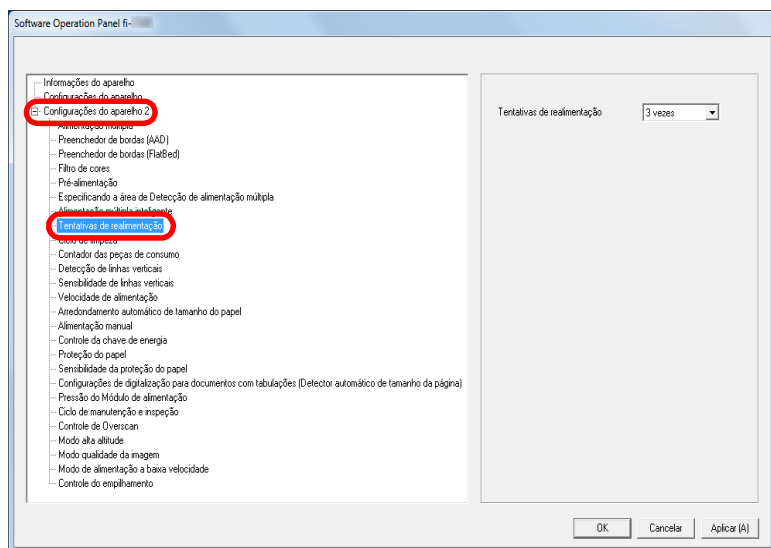 Software Operation Panel fi-
Informações do aparelho
Configurações do aparelho
Configurações do aparelho 2
Alimentação múltipla
Preenchedor de bordas (AAD)
Preenchedor de bordas (FlatBed)
Filtro de cores
Pré-alimentação
Especificando a área de Detecção de alimentação múltipla
Alimentação múltipla inteligente
Tentativas de realimentação
Ciclo de limpeza
Contador das peças de consumo
Detecção de linhas verticais
Sensibilidade de linhas verticais
Velocidade de alimentação
Arredondamento automático de tamanho do papel
Alimentação manual
Controle da chave de energia
Proteção do papel
Sensibilidade da proteção do papel
Configurações de digitalização para documentos com tabulações (Detector automático de tamanho da página)
Pressão do Módulo de alimentação
Ciclo de manutenção e inspeção
Controle de Overscan
Modo alta altitude
Modo qualidade da imagem
Modo de alimentação a baixa velocidade
Controle do empilhamento
Tentativas de realimentação 3 vezes
OK Cancelar Aplicar (A)